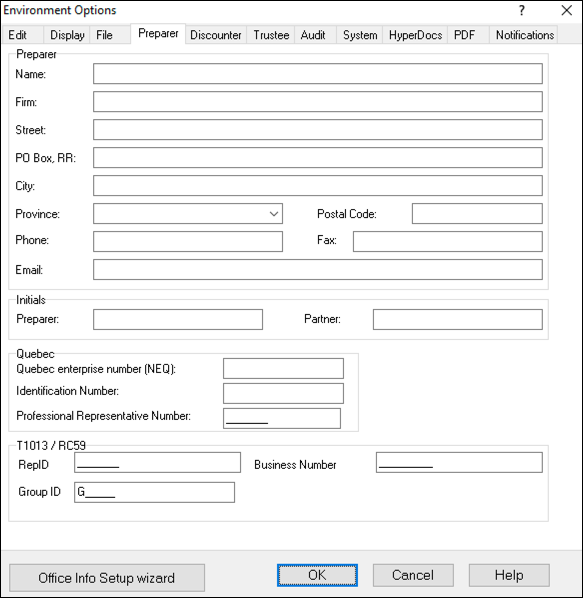 Environment Options ?
Edit Display File Preparer Discounter Trustee Audit System HyperDocs PDF Notifications
Preparer
Name:
Firm:
Street:
PO Box, RR:
City:
Province: Postal Code:
Phone: Fax:
Email:
Initials
Preparer: Partner:
Quebec
Quebec enterprise number (NEQ):
Identification Number:
Professional Representative Number: ______
T1013 / RC59
RepID _______ Business Number _________
Group ID G_____
Office Info Setup wizard OK Cancel Help